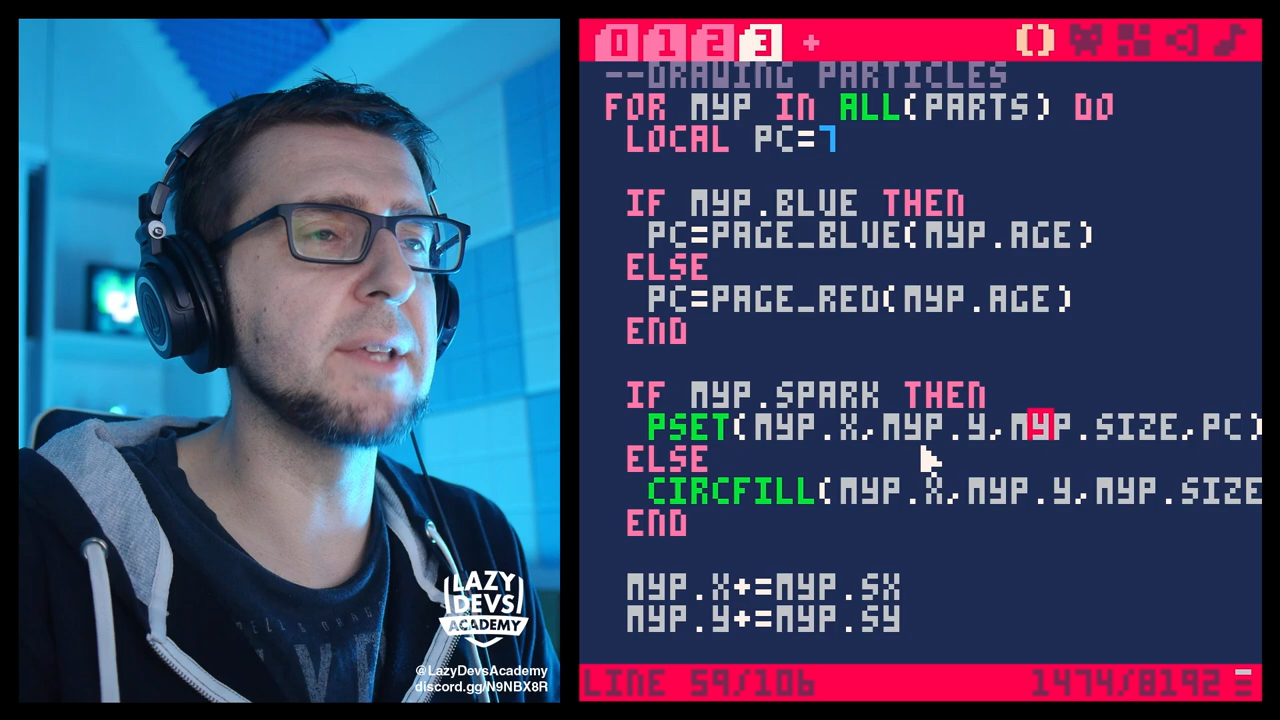 0 1 2 3 +
--DRAWING PARTICLES
FOR MYP IN ALL(PARTS) DO
LOCAL PC=7
IF MYP.BLUE THEN
PC=PAGE_BLUE(MYP.AGE)
ELSE
PC=PAGE_RED(MYP.AGE)
END
IF MYP.SPARK THEN
PSET(MYP.X,MYP.Y,MYP.SIZE,PC)
ELSE
CIRCFILL(MYP.X,MYP.Y,MYP.SIZE
END
MYP.X+=MYP.SX
MYP.Y+=MYP.SY
LINE 59/106
1474/8192
LAZY
DEVS
ACADEMY
@LazyDevsAcademy
discord.gg/N9NBX8R